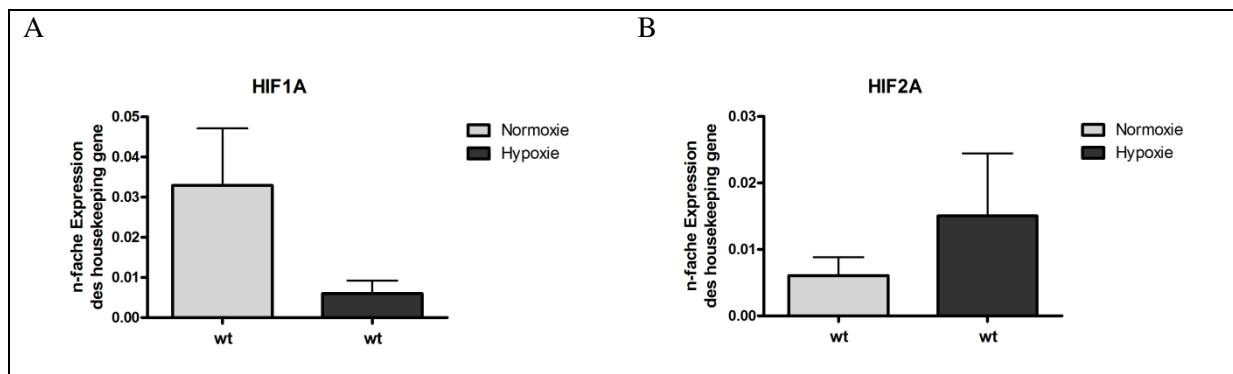 A
HIF1A
n-fache Expression
des housekeeping gene
0.05
0.04
0.03
0.02
0.01
0.00
wt
wt
Normoxie
Hypoxie
B
HIF2A
n-fache Expression
des housekeeping gene
0.03
0.02
0.01
0.00
wt
wt
Normoxie
Hypoxie